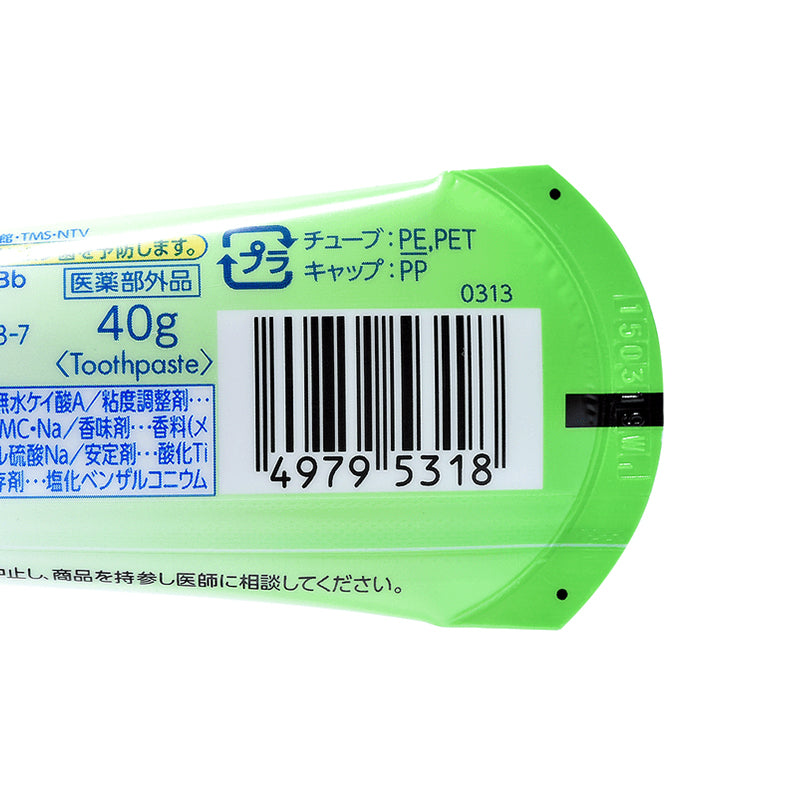 館・TMS・NTV
菌を予防します。
Bb
医薬部外品
プラ
チューブ:PE,PET
キャップ:PP
0313
3-7
40g
〈Toothpaste〉
無水ケイ酸A/粘度調整剤…
MC・Na/香味剤…香料(メ
ル硫酸Na/安定剤…酸化Ti
存剤…塩化ベンザルコニウム
4979 5318
中止し、商品を持参し医師に相談してください。